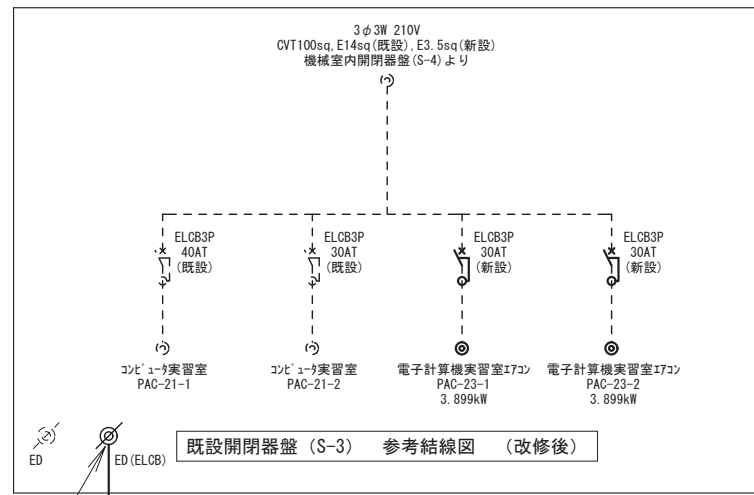 3φ3W 210V
CVT100sq,E14sq(既設),E3.5sq(新設)
機械室内開閉器盤(S-4)より
ELCB3P
40AT
(既設)
ELCB3P
30AT
(既設)
ELCB3P
30AT
(新設)
ELCB3P
30AT
(新設)
ｺﾝﾋﾟｭｰﾀ実習室
PAC-21-1
ｺﾝﾋﾟｭｰﾀ実習室
PAC-21-2
電子計算機実習室ｴｱｺﾝ
PAC-23-1
3.899kW
電子計算機実習室ｴｱｺﾝ
PAC-23-2
3.899kW
ED
ED(ELCB)
既設開閉器盤(S-3) 参考結線図 (改修後)